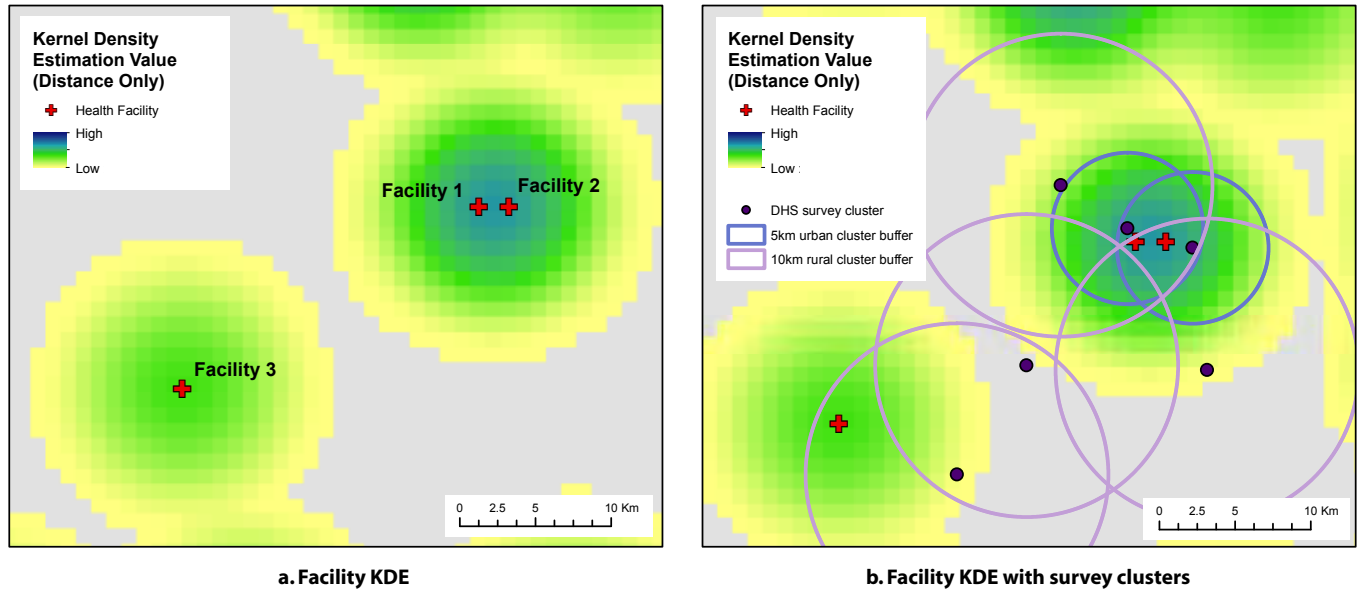 Kernel Density
Estimation Value
(Distance Only)
Health Facility
High
Low
Facility 1
Facility 2
Facility 3
0 2.5 5 10 Km
a. Facility KDE
Kernel Density
Estimation Value
(Distance Only)
Health Facility
High
Low :
DHS survey cluster
5km urban cluster buffer
10km rural cluster buffer
0 2.5 5 10 Km
b. Facility KDE with survey clusters